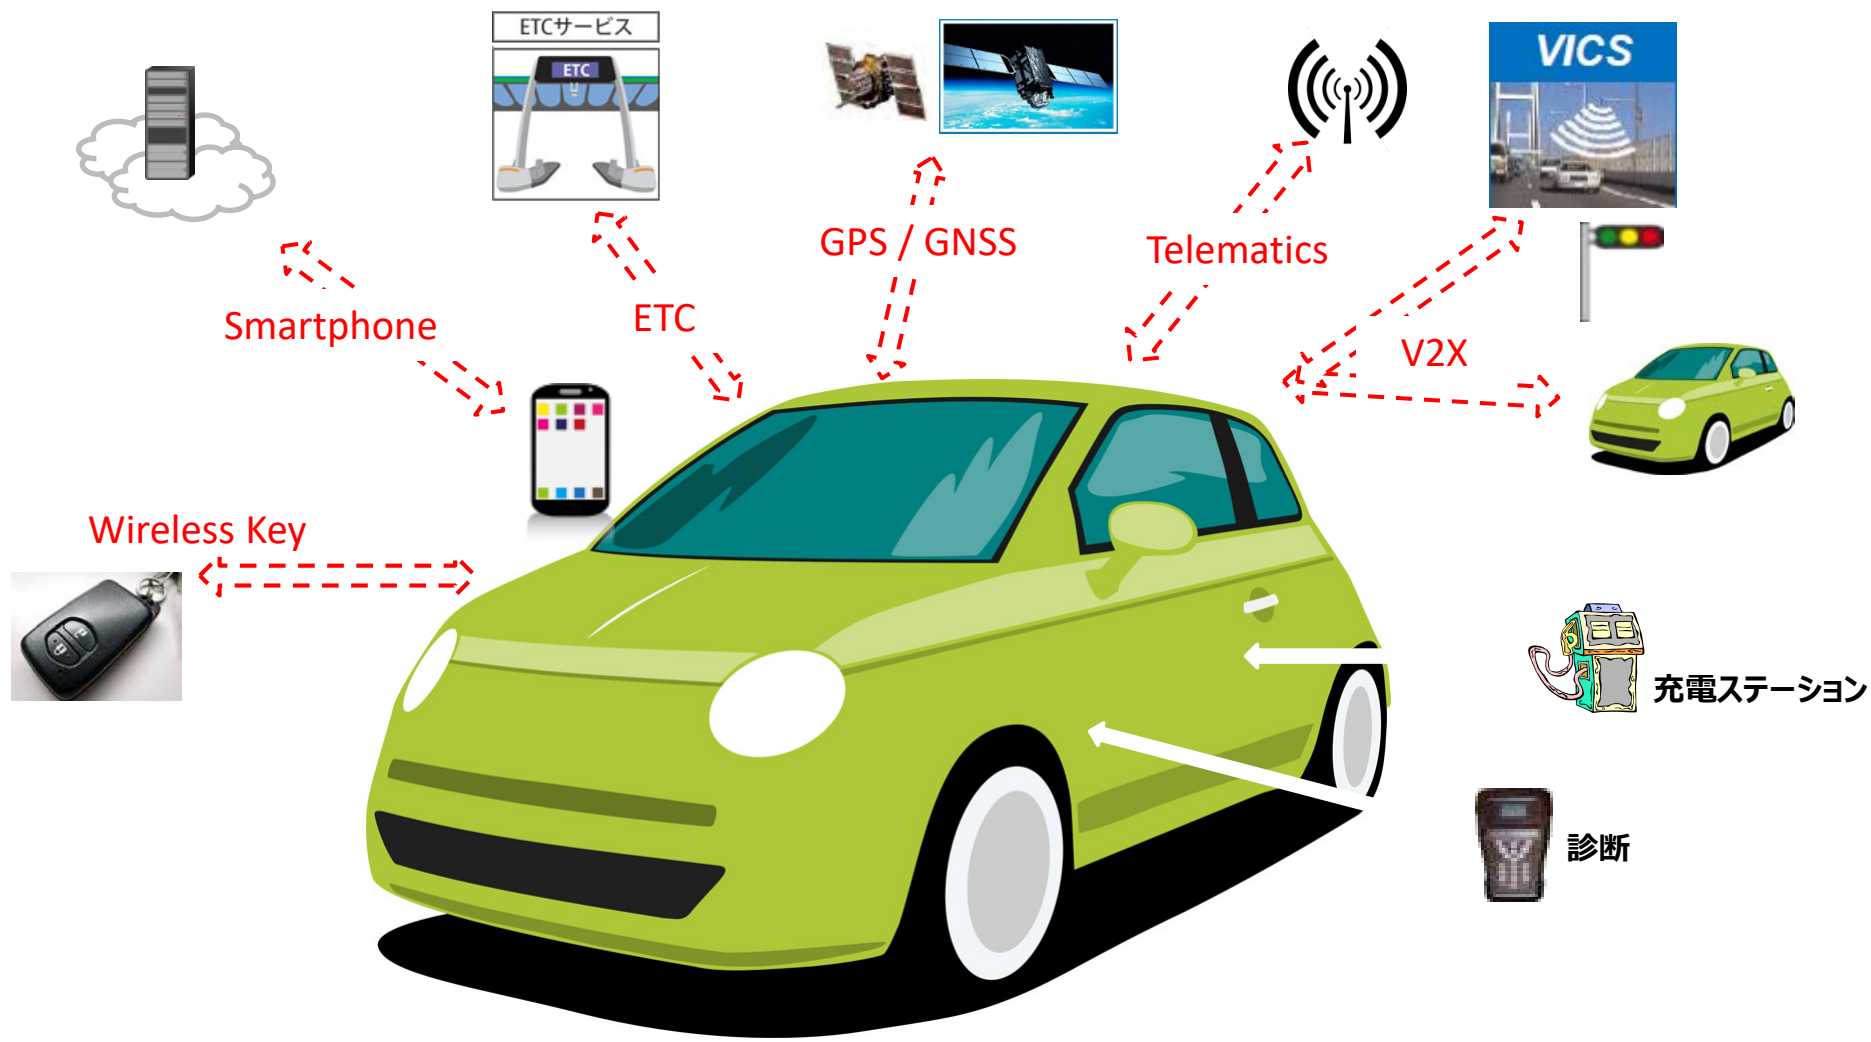 ETCサービス
ETC
VICS
GPS / GNSS
Telematics
Smartphone
ETC
V2X
Wireless Key
充電ステーション
診断